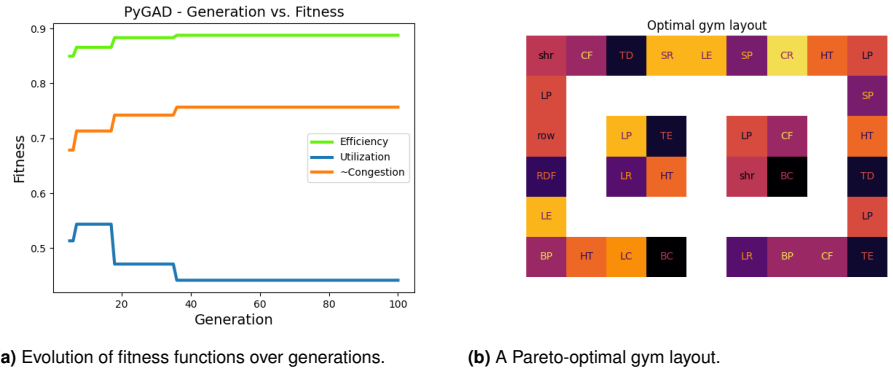 PyGAD - Generation vs. Fitness
0.9
0.8
0.7
0.6
0.5
Fitness
Efficiency
Utilization
~Congestion
20 40 60 80 100
Generation
a) Evolution of fitness functions over generations.
Optimal gym layout
shr CF TD SR LE SP CR HT LP
LP SP
row LP TE LP CF HT
RDF LR HT shr BC TD
LE LP
BP HT LC BC LR BP CF TE
(b) A Pareto-optimal gym layout.